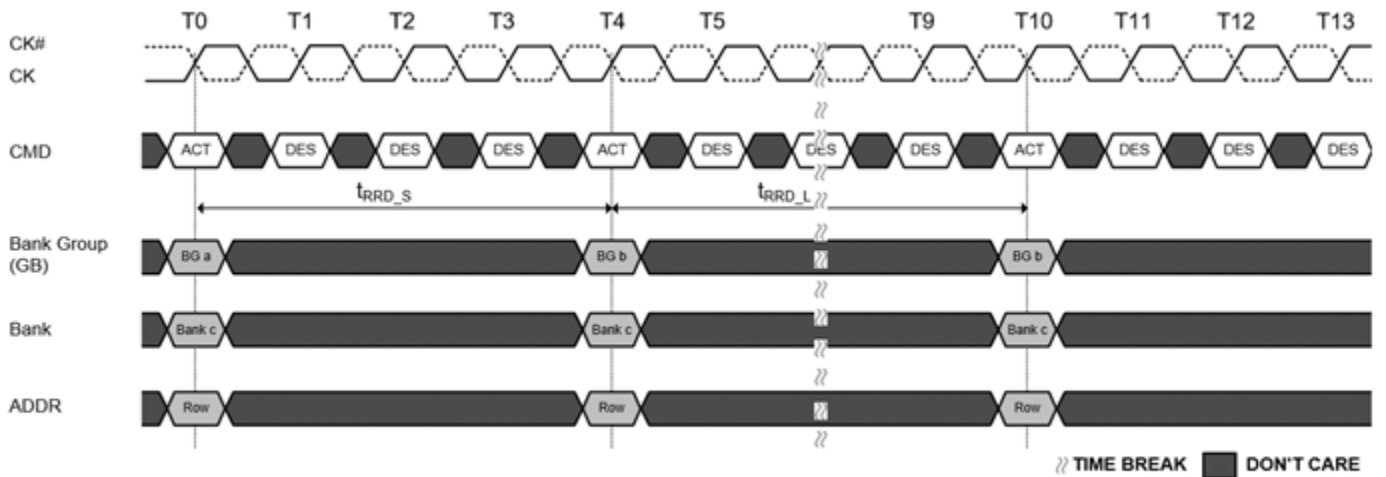 T0 T1 T2 T3 T4 T5 T9 T10 T11 T12 T13
CK#
CK
CMD ACT DES DES DES ACT DES DES DES ACT DES DES DES
tRRD_S tRRD_L
Bank Group
(GB)
BG a BG b BG b
Bank Bank c Bank c Bank c
ADDR Row Row Row
TIME BREAK DON'T CARE